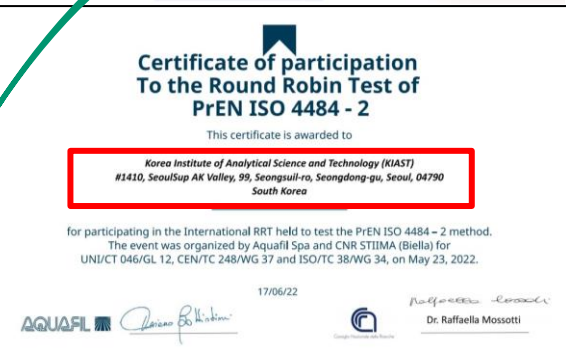 Certificate of participation
To the Round Robin Test of
PrEN ISO 4484 - 2
This certificate is awarded to
Korea Institute of Analytical Science and Technology (KIAST)
#1410, SeoulSup AK Valley, 99, Seongsuil-ro, Seongdong-gu, Seoul, 04790
South Korea
for participating in the International RRT held to test the PrEN ISO 4484 – 2 method.
The event was organized by Aquafil Spa and CNR STIIMA (Biella) for
UNI/CT 046/GL 12, CEN/TC 248/WG 37 and ISO/TC 38/WG 34, on May 23, 2022.
17/06/22
AQUAFIL
Consiglio Nazionale delle Ricerche
Dr. Raffaella Mossotti